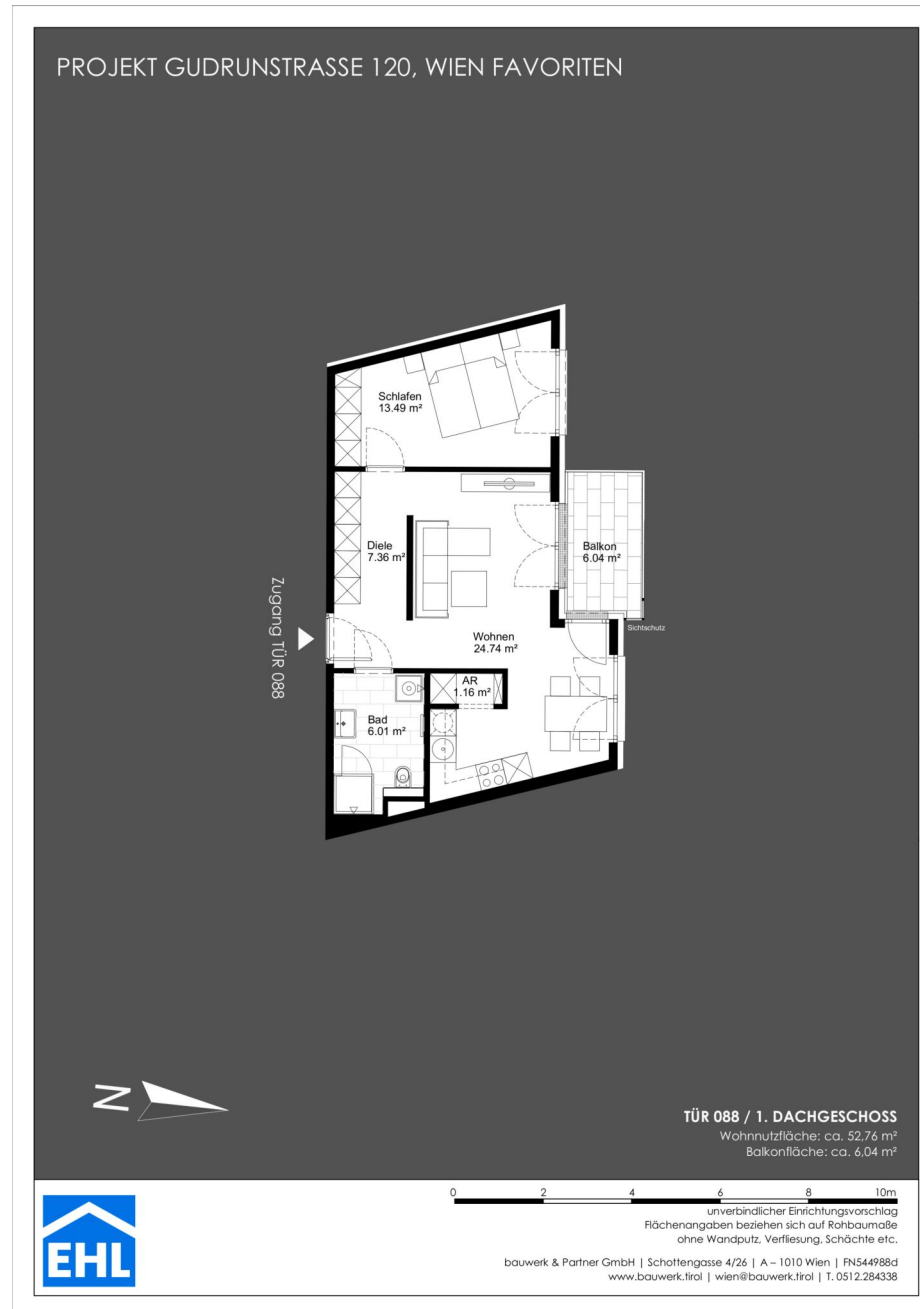 PROJEKT GUDRUNSTRASSE 120, WIEN FAVORITEN
Schlafen
13.49 m²
Diele
7.36 m²
Balkon
6.04 m²
Zugang TÜR 088
Sichtschutz
Wohnen
24.74 m²
AR
1.16 m²
Bad
6.01 m²
N
TÜR 088 / 1. DACHGESCHOSS
Wohnnutzfläche: ca. 52,76 m²
Balkonfläche: ca. 6,04 m²
0 2 4 6 8 10m
unverbindlicher Einrichtungsvorschlag
Flächenangaben beziehen sich auf Rohbaumaße
ohne Wandputz, Verfliesung, Schächte etc.
EHL
bauwerk & Partner GmbH | Schottengasse 4/26 | A – 1010 Wien | FN544988d
www.bauwerk.tirol | wien@bauwerk.tirol | T. 0512.284338